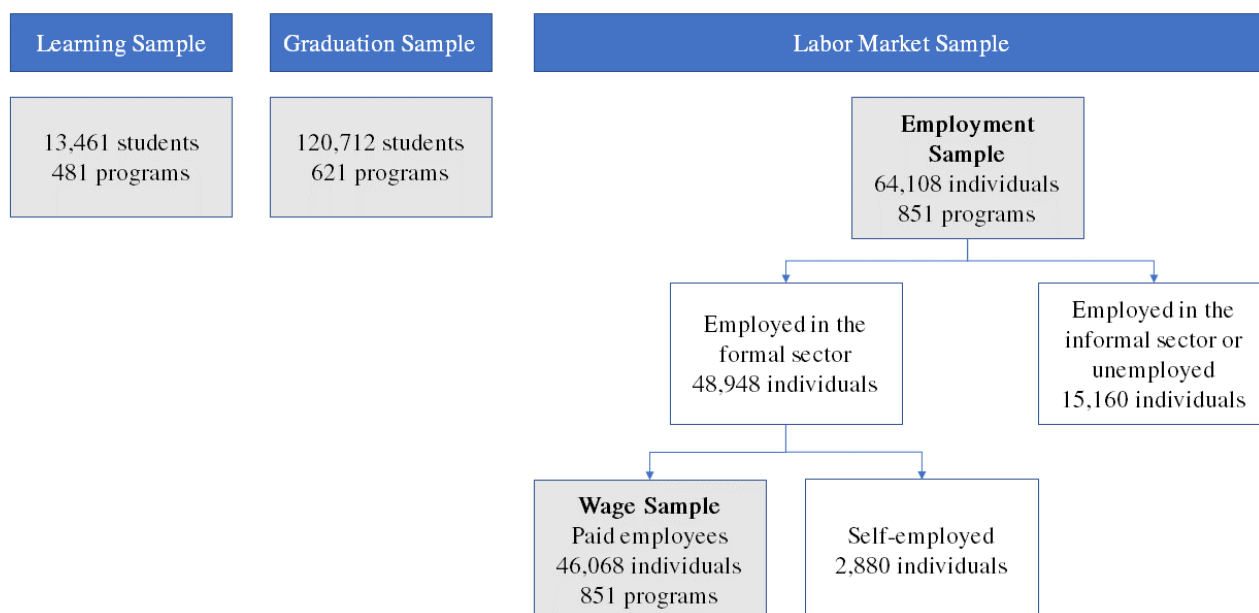 Learning Sample
Graduation Sample
Labor Market Sample
13,461 students
481 programs
120,712 students
621 programs
Employment
Sample
64,108 individuals
851 programs
Employed in the
formal sector
48,948 individuals
Employed in the
informal sector or
unemployed
15,160 individuals
Wage Sample
Paid employees
46,068 individuals
851 programs
Self-employed
2,880 individuals